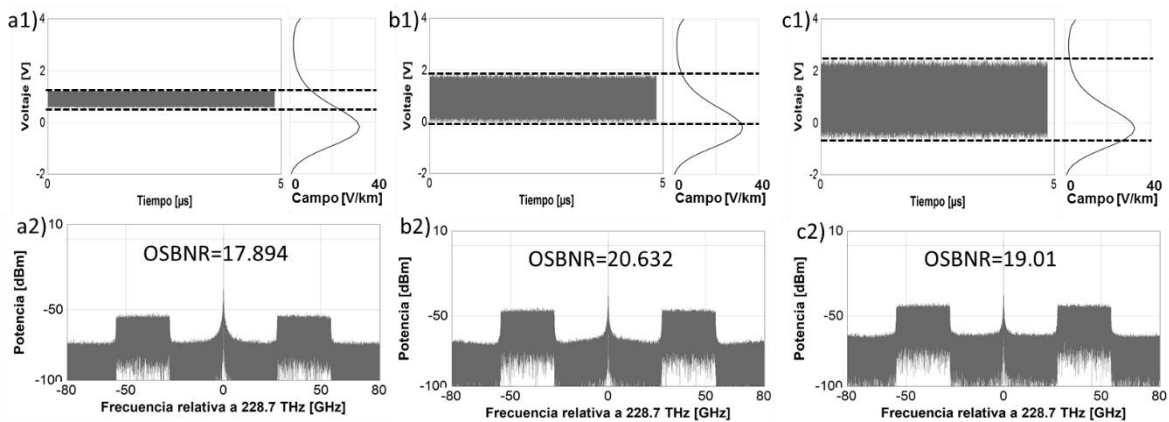 a1)
Voltaje [V]
4
2
0
-2
0
5
Tiempo [µs]
0
40
Campo [V/km]
b1)
Voltaje [V]
4
2
0
-2
0
5
Tiempo [µs]
0
40
Campo [V/km]
c1)
Voltaje [V]
4
2
0
-2
0
5
Tiempo [µs]
0
40
Campo [V/km]
a2)
OSBNR=17.894
Potencia [dBm]
10
-50
-100
-80
-50
0
50
80
Frecuencia relativa a 228.7 THz [GHz]
b2)
OSBNR=20.632
Potencia [dBm]
10
-50
-100
-80
-50
0
50
80
Frecuencia relativa a 228.7 THz [GHz]
c2)
OSBNR=19.01
Potencia [dBm]
10
-50
-100
-80
-50
0
50
80
Frecuencia relativa a 228.7 THz [GHz]